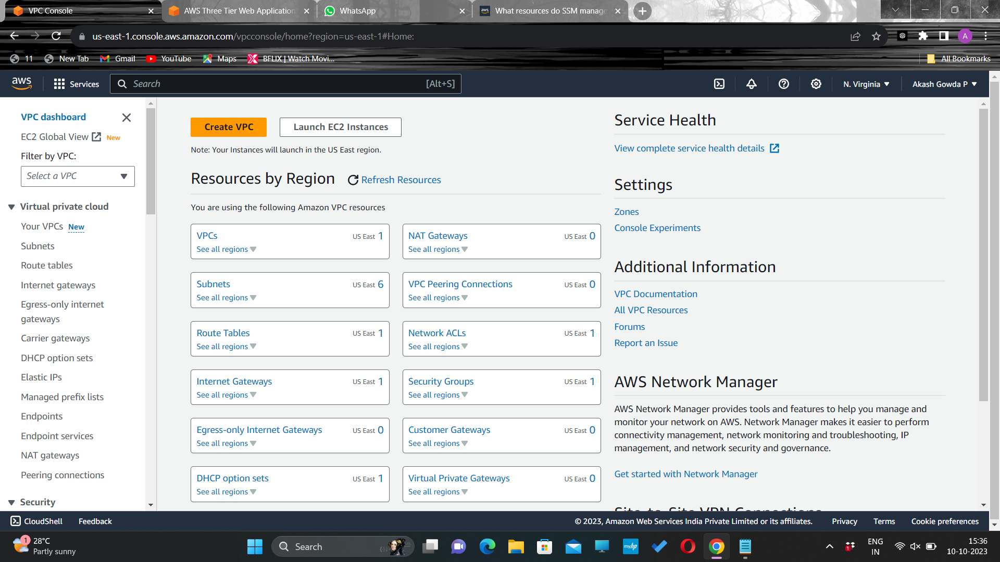 VPC Console
AWS Three Tier Web Application
WhatsApp
aws
What resources do SSM manage
us-east-1.console.aws.amazon.com/vpcconsole/home?region=us-east-1#Home:
A
11
New Tab
Gmail
YouTube
Maps
BFLIX | Watch Movi...
All Bookmarks
aws
Services
Search
[Alt+S]
N. Virginia
Akash Gowda P
VPC dashboard
EC2 Global View
New
Filter by VPC:
Select a VPC
Virtual private cloud
Your VPCs New
Subnets
Route tables
Internet gateways
Egress-only internet
gateways
Carrier gateways
DHCP option sets
Elastic IPs
Managed prefix lists
Endpoints
Endpoint services
NAT gateways
Peering connections
Security
Create VPC
Launch EC2 Instances
Note: Your Instances will launch in the US East region.
Resources by Region
Refresh Resources
You are using the following Amazon VPC resources
VPCs US East 1
See all regions
NAT Gateways US East 0
See all regions
Subnets US East 6
See all regions
VPC Peering Connections US East 0
See all regions
Route Tables US East 1
See all regions
Network ACLs US East 1
See all regions
Internet Gateways US East 1
See all regions
Security Groups US East 1
See all regions
Egress-only Internet Gateways US East 0
See all regions
Customer Gateways US East 0
See all regions
DHCP option sets US East 1
See all regions
Virtual Private Gateways US East 0
See all regions
Service Health
View complete service health details
Settings
Zones
Console Experiments
Additional Information
VPC Documentation
All VPC Resources
Forums
Report an Issue
AWS Network Manager
AWS Network Manager provides tools and features to help you manage and
monitor your network on AWS. Network Manager makes it easier to perform
connectivity management, network monitoring and troubleshooting, IP
management, and network security and governance.
Get started with Network Manager
Site-to-Site VPN Connections
CloudShell
Feedback
© 2023, Amazon Web Services India Private Limited or its affiliates.
Privacy
Terms
Cookie preferences
1
28°C
Partly sunny
Search
myhp
1
ENG
IN
15:36
10-10-2023